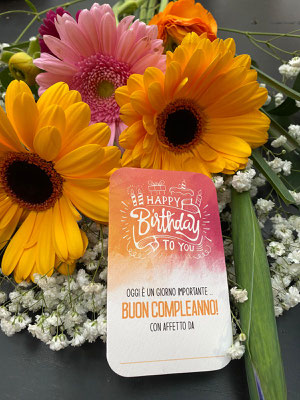 HAPPY
Birthday
TO YOU
OGGI È UN GIORNO IMPORTANTE...
BUON COMPLEANNO!
CON AFFETTO DA